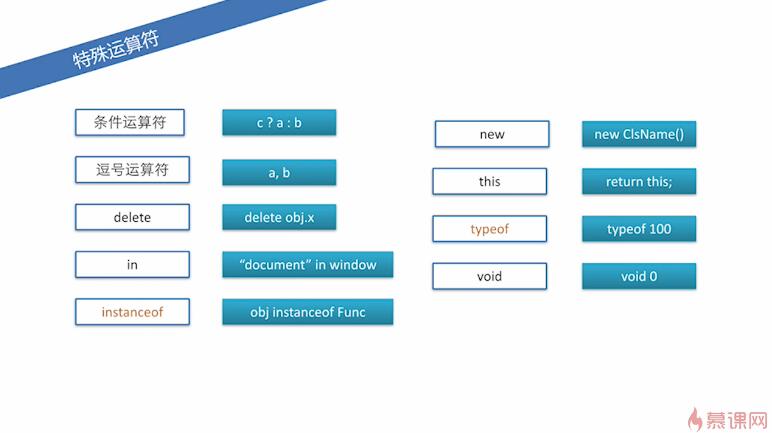 特殊运算符
条件运算符
c ? a : b
逗号运算符
a, b
delete
delete obj.x
in
“document” in window
instanceof
obj instanceof Func
new
new ClsName()
this
return this;
typeof
typeof 100
void
void 0
慕课网